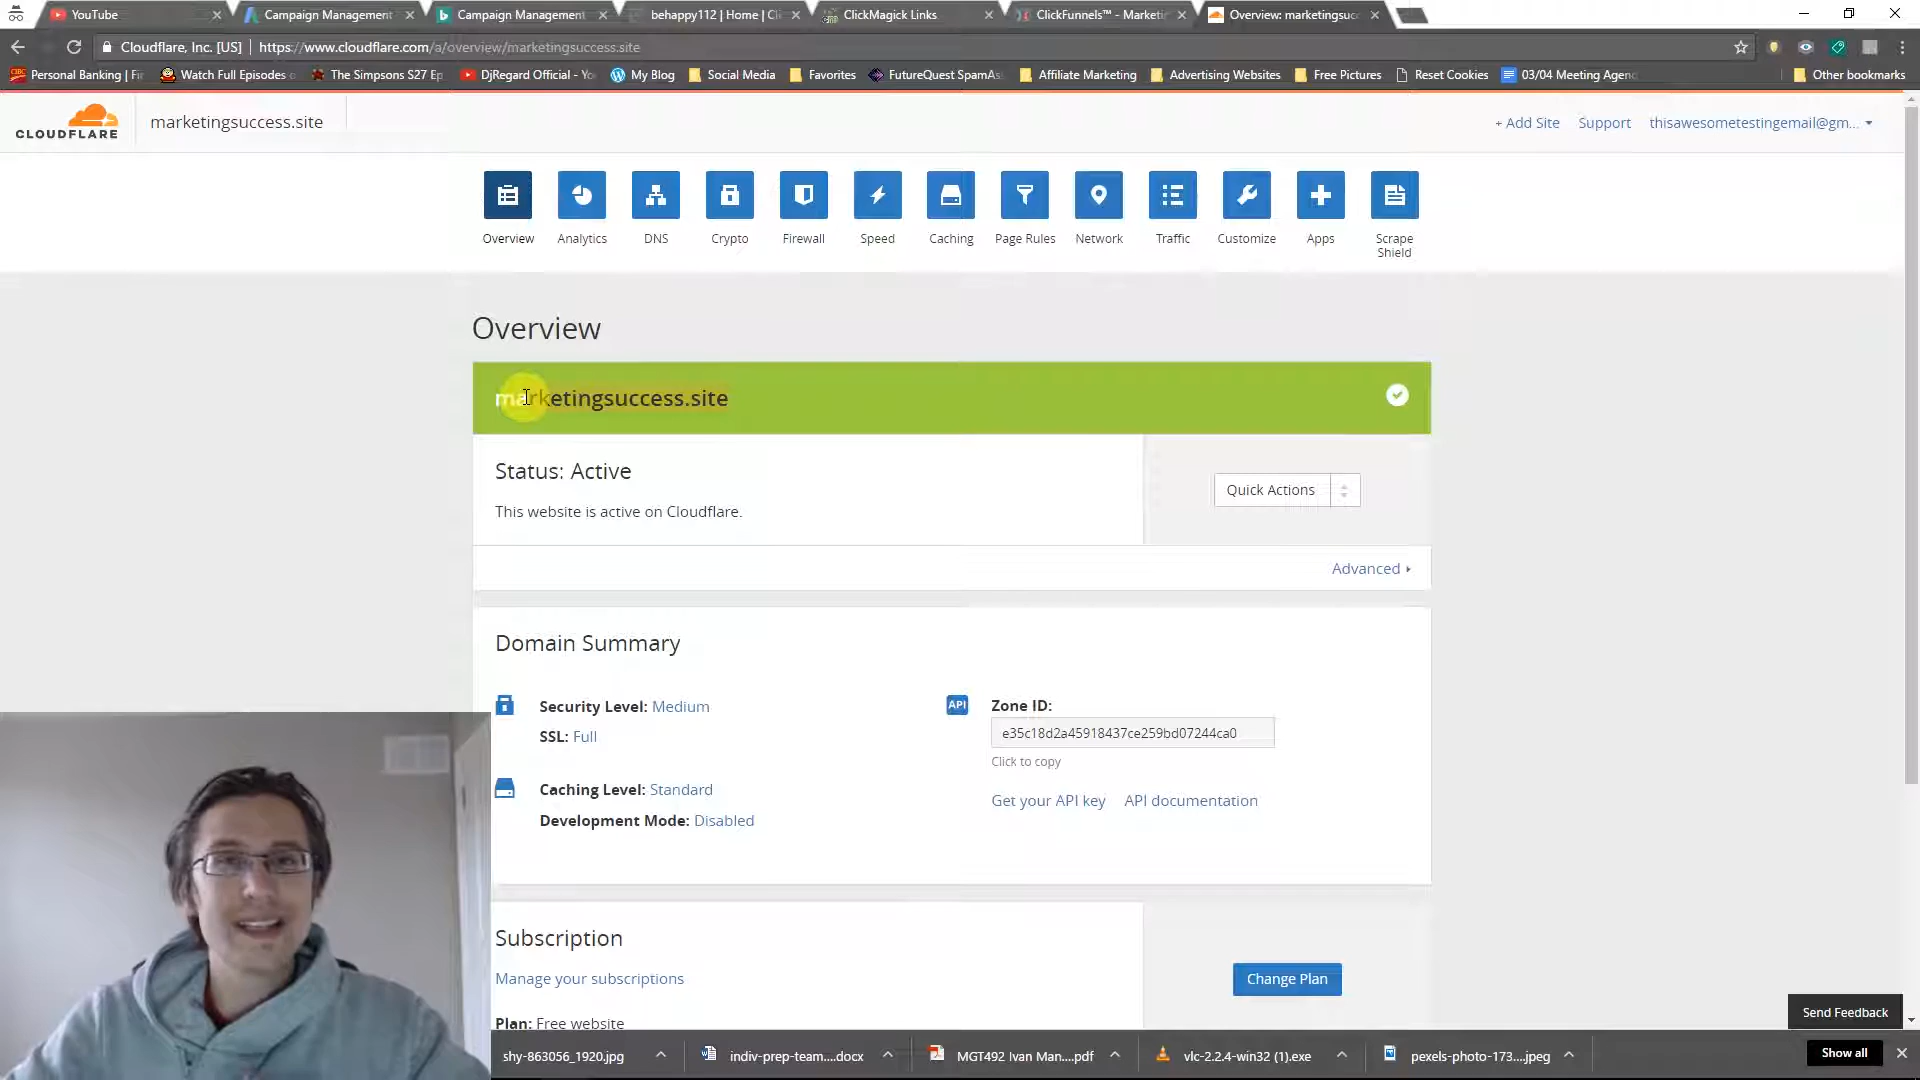 YouTube
Campaign Management
Campaign Management
behappy112 | Home | Cli
ClickMagick Links
ClickFunnels™ - Marketi
Overview: marketingsucc
Cloudflare, Inc. [US]
https://www.cloudflare.com/a/overview/marketingsuccess.site
Personal Banking | Fir
Watch Full Episodes o
The Simpsons S27 Ep
DjRegard Official - Yo
My Blog
Social Media
Favorites
FutureQuest SpamAs
Affiliate Marketing
Advertising Websites
Free Pictures
Reset Cookies
03/04 Meeting Agend
Other bookmarks
CLOUDFLARE
marketingsuccess.site
+ Add Site
Support
thisawesometestingemail@gm...
Overview
Analytics
DNS
Crypto
Firewall
Speed
Caching
Page Rules
Network
Traffic
Customize
Apps
Scrape
Shield
Overview
marketingsuccess.site
Status: Active
Quick Actions
This website is active on Cloudflare.
Advanced
Domain Summary
Security Level: Medium
SSL: Full
Caching Level: Standard
Development Mode: Disabled
API
Zone ID:
e35c18d2a45918437ce259bd07244ca0
Click to copy
Get your API key
API documentation
Subscription
Manage your subscriptions
Change Plan
Plan: Free website
Send Feedback
shy-863056_1920.jpg
indiv-prep-team....docx
MGT492 Ivan Man....pdf
vlc-2.2.4-win32 (1).exe
pexels-photo-173....jpeg
Show all